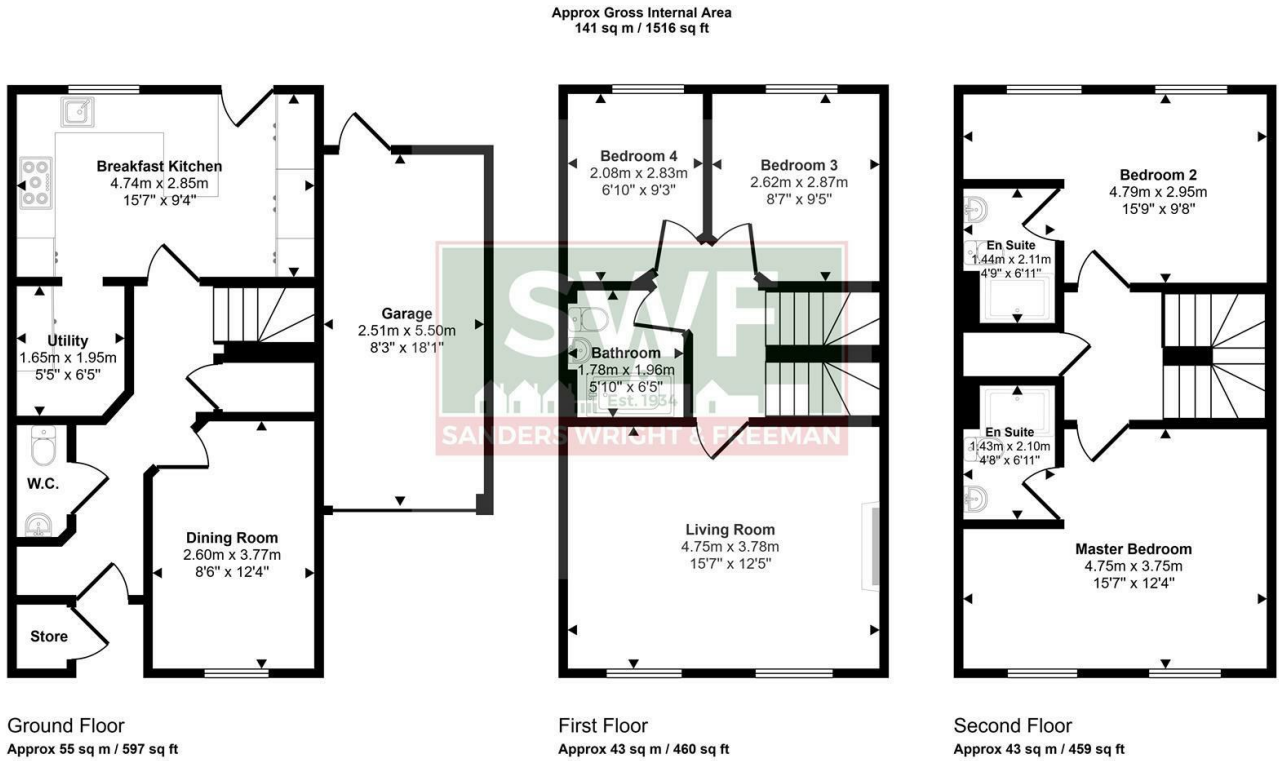 Approx Gross Internal Area
141 sq m / 1516 sq ft
Breakfast Kitchen
4.74m x 2.85m
15'7" x 9'4"
Utility
1.65m x 1.95m
5'5" x 6'5"
W.C.
Store
Dining Room
2.60m x 3.77m
8'6" x 12'4"
Garage
2.51m x 5.50m
8'3" x 18'1"
Ground Floor
Approx 55 sq m / 597 sq ft
Bedroom 4
2.08m x 2.83m
6'10" x 9'3"
Bedroom 3
2.62m x 2.87m
8'7" x 9'5"
SWF
Bathroom
1.78m x 1.96m
5'10" x 6'5"
Est. 1934
SANDERS WRIGHT & FREEMAN
Living Room
4.75m x 3.78m
15'7" x 12'5"
First Floor
Approx 43 sq m / 460 sq ft
Bedroom 2
4.79m x 2.95m
15'9" x 9'8"
En Suite
1.44m x 2.11m
4'9" x 6'11"
En Suite
1.43m x 2.10m
4'8" x 6'11"
Master Bedroom
4.75m x 3.75m
15'7" x 12'4"
Second Floor
Approx 43 sq m / 459 sq ft